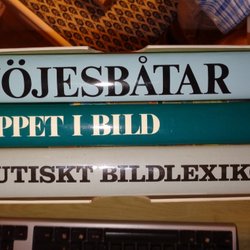 ÖJESBÅTAR
PPET I BILD
UTISKT BILDLEXIK